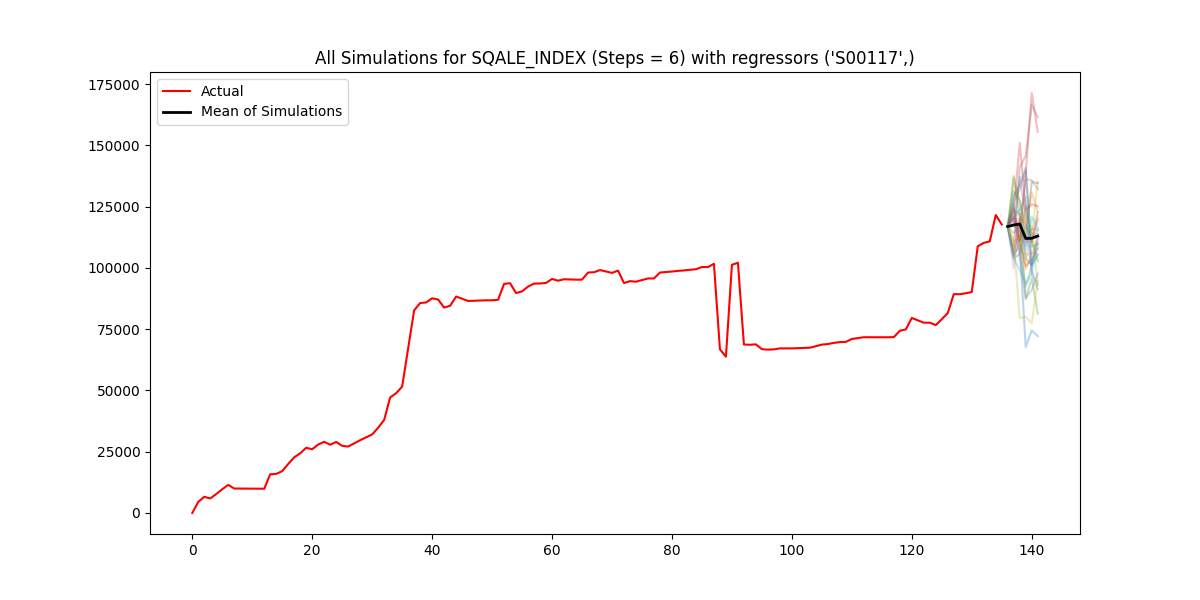 All Simulations for SQALE_INDEX (Steps = 6) with regressors ('S00117',)
Actual
Mean of Simulations
175000
150000
125000
100000
75000
50000
25000
0
0 20 40 60 80 100 120 140